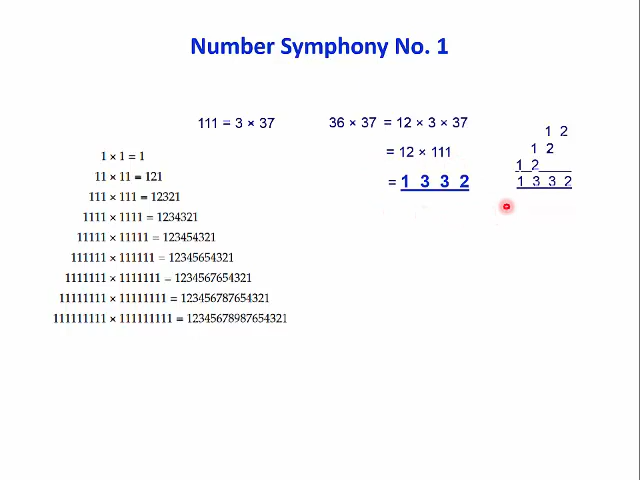 Number Symphony No. 1
111 = 3 × 37
1 × 1 = 1
11 × 11 = 121
111 × 111 = 12321
1111 × 1111 = 1234321
11111 × 11111 = 123454321
111111 × 111111 = 12345654321
1111111 × 1111111 = 1234567654321
11111111 × 11111111 = 123456787654321
111111111 × 111111111 = 12345678987654321
36 × 37 = 12 × 3 × 37
= 12 × 111
= 1 3 3 2
1 2
1 2
1 2
1 3 3 2